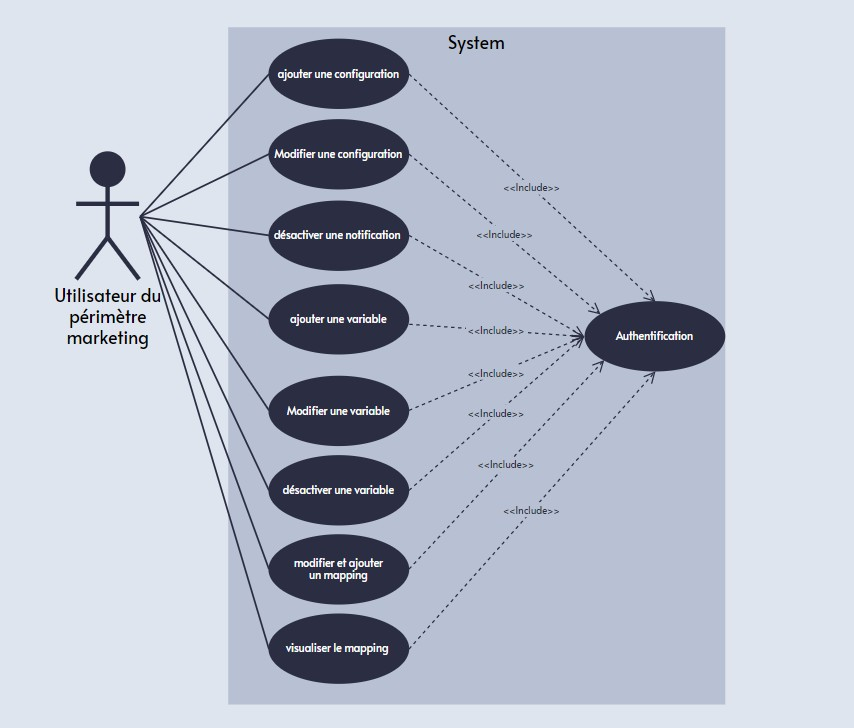 System
ajouter une configuration
Modifier une configuration
<<Include>>
<<Include>>
désactiver une notification
<<Include>>
Utilisateur du
périmètre
marketing
ajouter une variable
<<Include>>
Authentification
<<Include>>
Modifier une variable
<<Include>>
<<Include>>
désactiver une variable
<<Include>>
modifier et ajouter
un mapping
visualiser le mapping